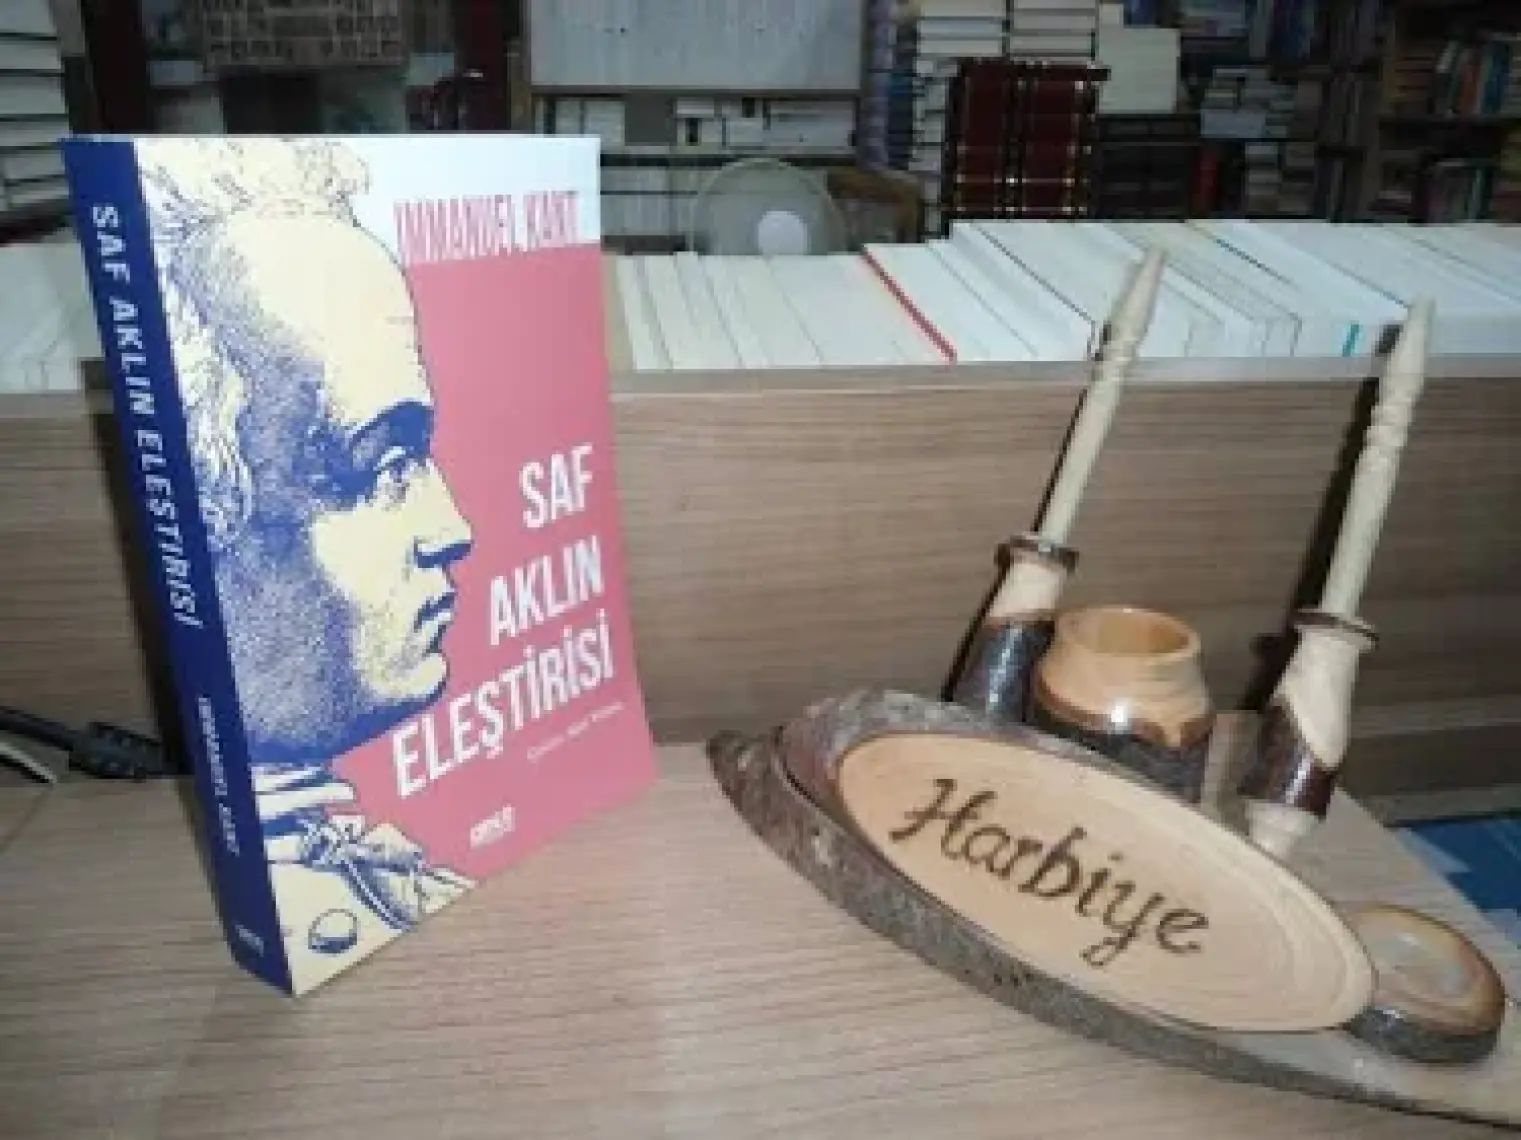 SAF AKLIN ELEŞTİRİSİ
IMMANUEL KANT
IMMANUEL KANT
SAF
AKLIN
ELEŞTİRİSİ
Harbiye